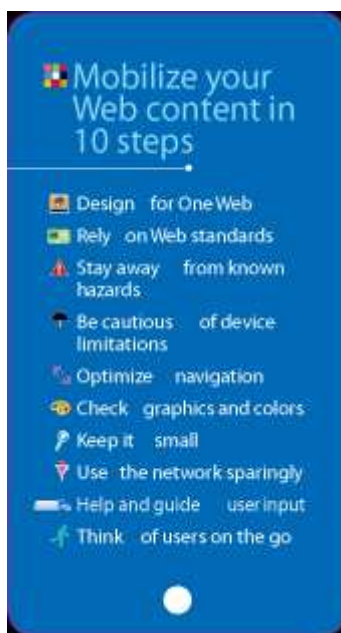 Mobilize your
Web content in
10 steps
Design for One Web
Rely on Web standards
Stay away from known
hazards
Be cautious of device
limitations
Optimize navigation
Check graphics and colors
Keep it small
Use the network sparingly
Help and guide user input
Think of users on the go